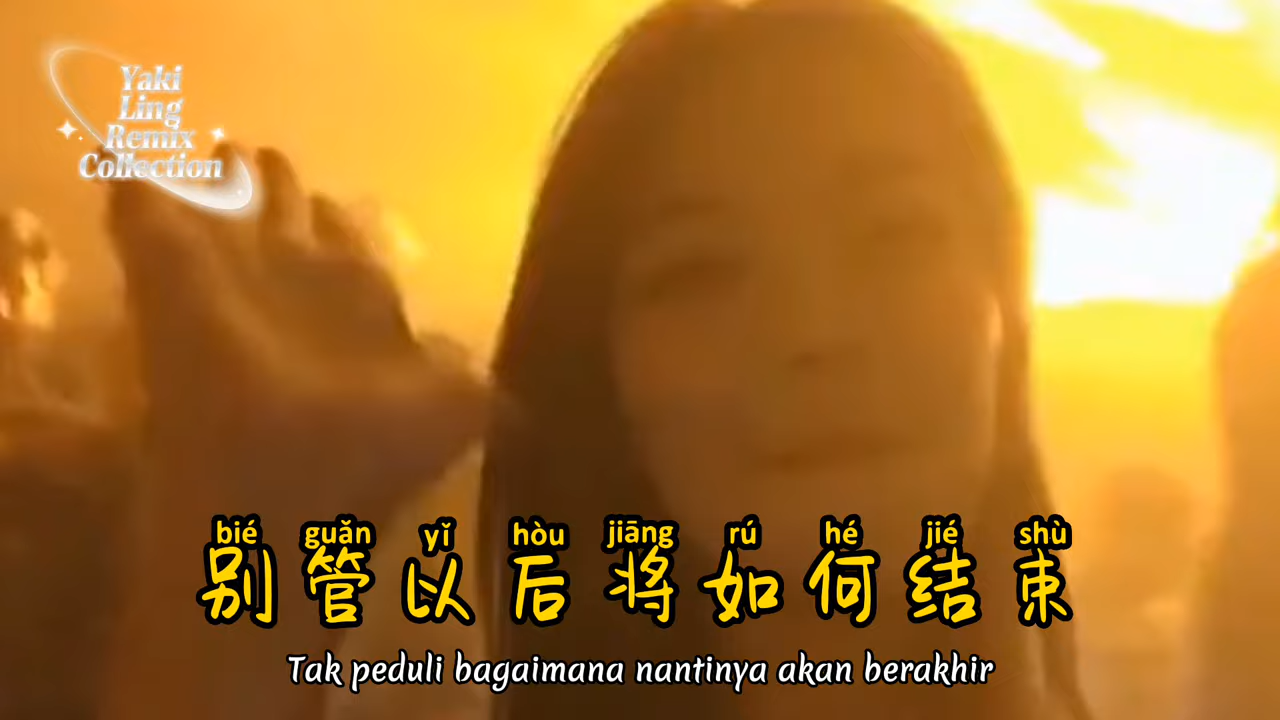 Yaki
Ling
Remix
Collection
bié guǎn yǐ hòu jiāng rú hé jié shù
别管以后将如何结束
Tak peduli bagaimana nantinya akan berakhir